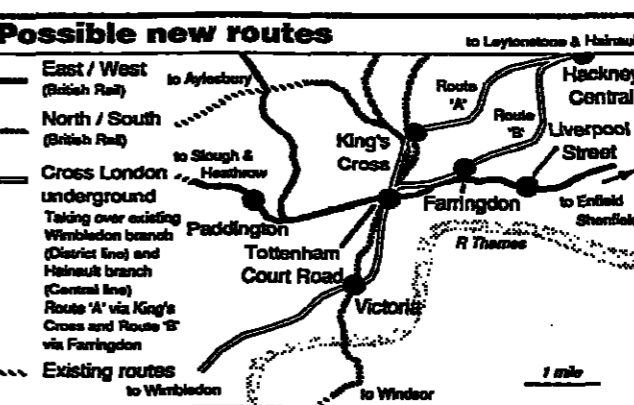 Possible new routes
East / West
(British Rail)
North / South
(British Rail)
Cross London
underground
Taking over existing
Wimbledon branch
(District line) and
Hainault branch
(Central line)
Route 'A' via King's
Cross and Route 'B'
via Farringdon
Existing routes
to Leytonstone & Hainaul
to Aylesbury
Route
'A'
Hackney
Central
Route
'B'
King's
Cross
Liverpool
Street
to Slough &
Heathrow
Paddington
Farringdon
to Enfield
Shenfield
Tottenham
Court Road
R Thames
Victoria
1 mile
to Wimbledon
to Windsor